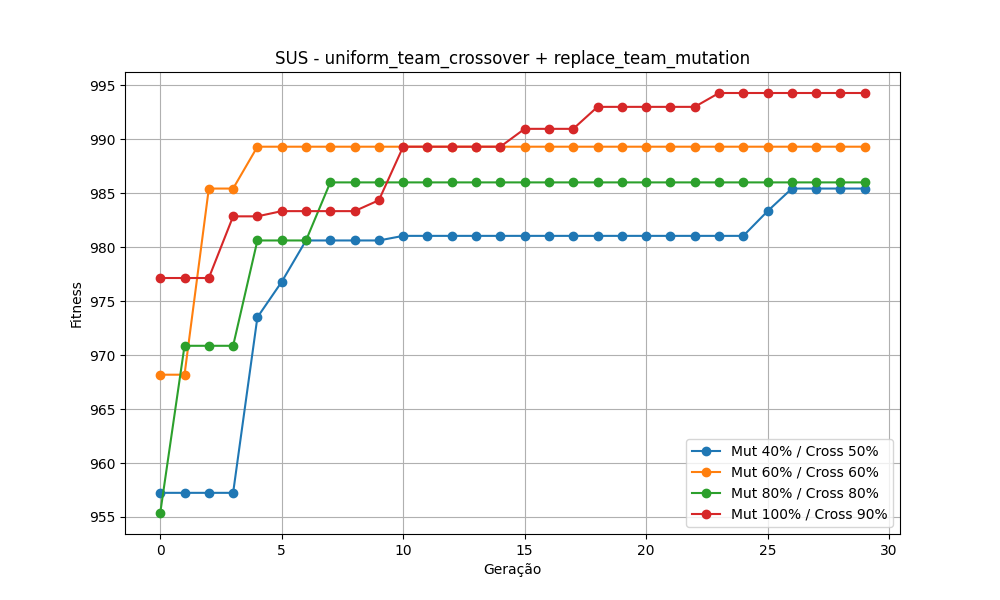 SUS - uniform_team_crossover + replace_team_mutation
Fitness
995
990
985
980
975
970
965
960
955
0 5 10 15 20 25 30
Geração
Mut 40% / Cross 50%
Mut 60% / Cross 60%
Mut 80% / Cross 80%
Mut 100% / Cross 90%